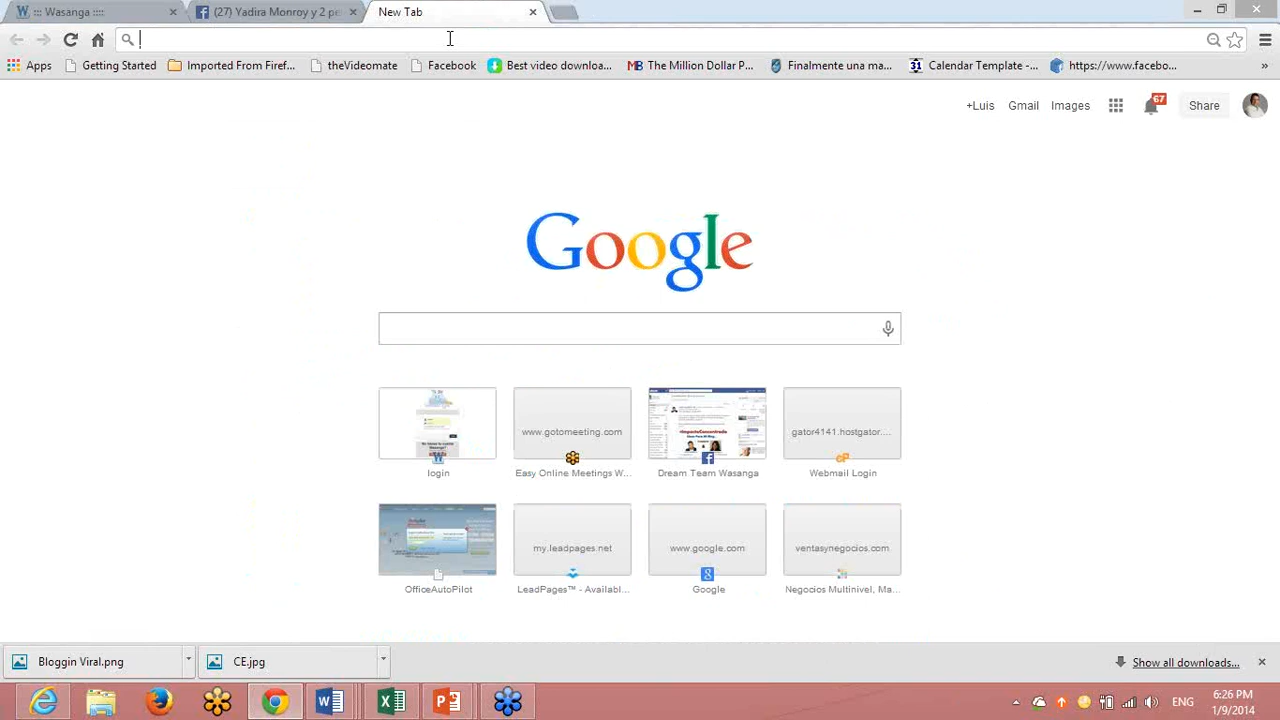 ::: Wasanga ::::
(27) Yadira Monroy y 2 pe
New Tab
Apps
Getting Started
Imported From Firef...
theVideomate
Facebook
Best video downloa...
The Million Dollar P...
Finalmente una ma...
Calendar Template -...
https://www.facebo...
»
+Luis
Gmail
Images
67
Share
Google
www.gotomeeting.com
gator4141.hostgator....
login
Easy Online Meetings W...
Dream Team Wasanga
Webmail Login
my.leadpages.net
www.google.com
ventasynegocios.com
OfficeAutoPilot
LeadPages™ - Availabl...
Google
Negocios Multinivel, Ma...
Bloggin Viral.png
CE.jpg
Show all downloads...
ENG
6:26 PM
1/9/2014